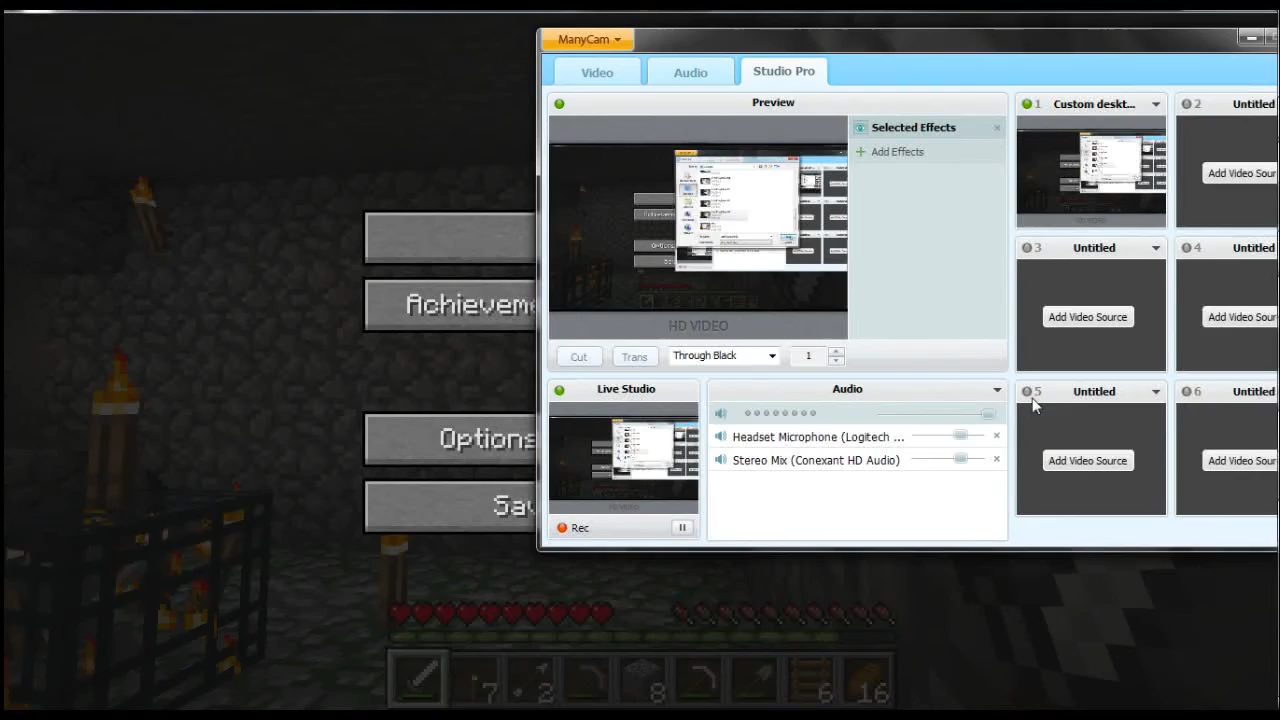 ManyCam
Video
Audio
Studio Pro
Preview
1
Custom deskt...
2
Untitled
Selected Effects
Add Effects
Add Video Sour
3
Untitled
4
Untitled
Achieveme
HD VIDEO
Add Video Source
Add Video Sour
Cut
Trans
Through Black
1
Live Studio
Audio
5
Untitled
6
Untitled
Options
Headset Microphone (Logitech ...
Stereo Mix (Conexant HD Audio)
Add Video Source
Add Video Sour
Sav
Rec
7
2
8
6
16